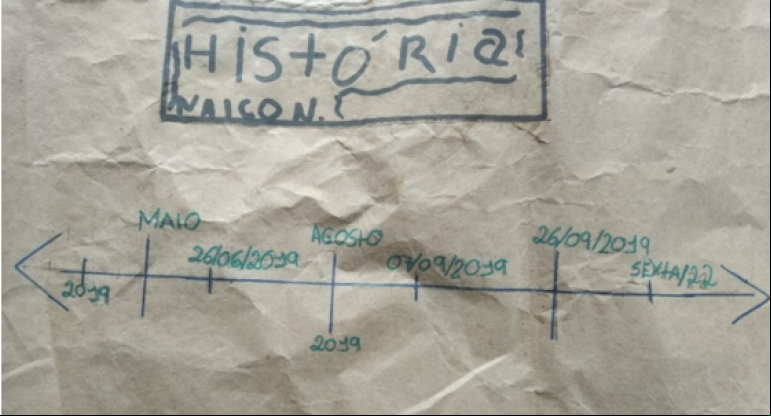 HiStÓRia
NAICON.
MAIO
AGOSTO
26/09/2019
26/06/2019
07/09/2019
SEXTA/22
2019
2019